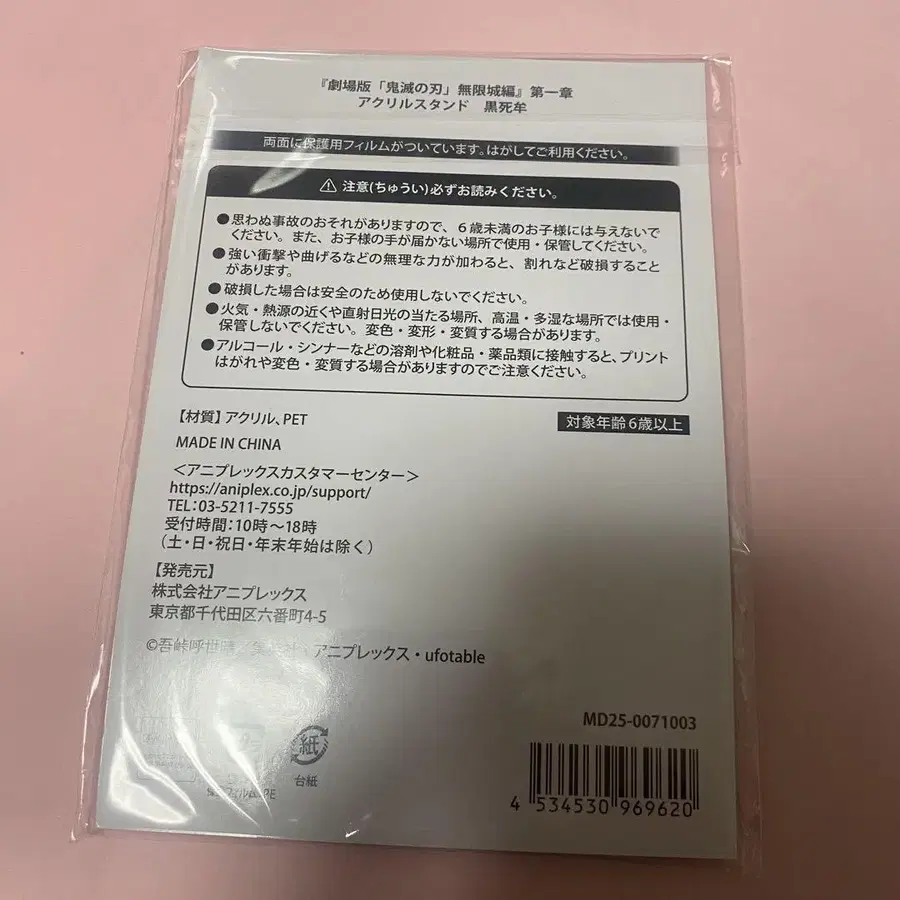 『劇場版「鬼滅の刃」無限城編』第一章
アクリルスタンド 黒死牟
両面に保護用フィルムがついています。はがしてご利用ください。
注意(ちゅうい)必ずお読みください。
●思わぬ事故のおそれがありますので、6歳未満のお子様には与えないで
ください。また、お子様の手が届かない場所で使用・保管してください。
●強い衝撃や曲げるなどの無理な力が加わると、割れなど破損すること
があります。
●破損した場合は安全のため使用しないでください。
●火気・熱源の近くや直射日光の当たる場所、高温・多湿な場所では使用・
保管しないでください。変色・変形・変質する場合があります。
●アルコール・シンナーなどの溶剤や化粧品・薬品類に接触すると、プリント
はがれや変色・変質する場合がありますのでご注意ください。
【材質】アクリル、PET
対象年齢6歳以上
MADE IN CHINA
＜アニプレックスカスタマーセンター＞
https://aniplex.co.jp/support/
TEL:03-5211-7555
受付時間:10時～18時
(土・日・祝日・年末年始は除く)
【発売元】
株式会社アニプレックス
東京都千代田区六番町4-5
©吾峠呼世晴／集英社・アニプレックス・ufotable
MD25-0071003
紙
台紙
4 534530 969620